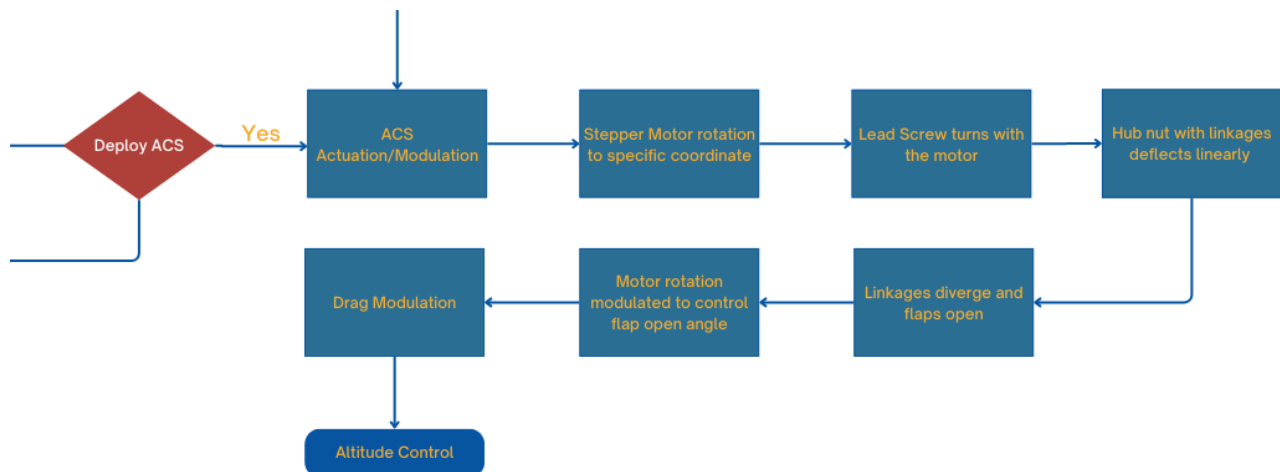 Deploy ACS
Yes
ACS
Actuation/Modulation
Stepper Motor rotation
to specific coordinate
Lead Screw turns with
the motor
Hub nut with linkages
deflects linearly
Linkages diverge and
flaps open
Motor rotation
modulated to control
flap open angle
Drag Modulation
Altitude Control